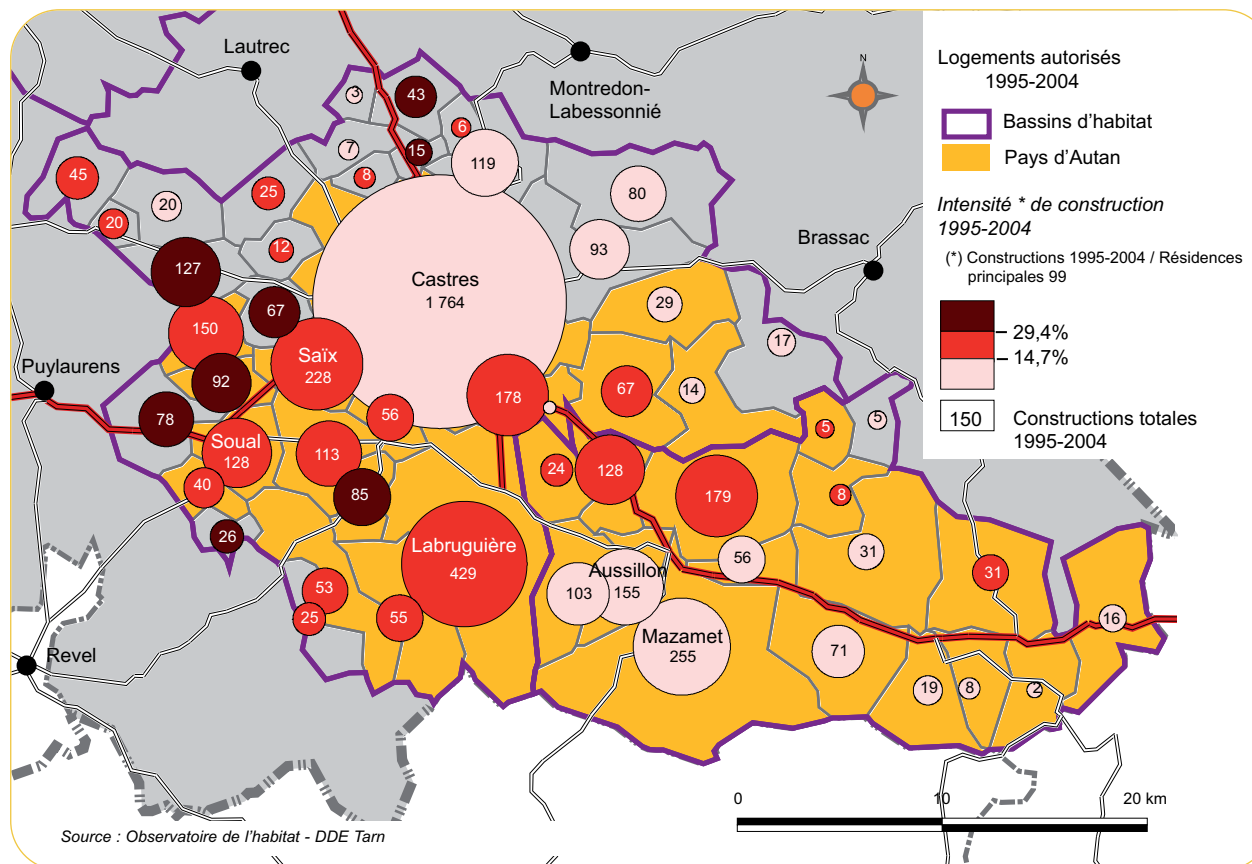 Lautrec
Montredon-
Labessonnié
N
Logements autorisés
1995-2004
Bassins d'habitat
Pays d'Autan
Intensité * de construction
1995-2004
(*) Constructions 1995-2004 / Résidences
principales 99
29,4%
14,7%
150
Constructions totales
1995-2004
3
43
6
7
15
119
8
45
25
20
20
80
12
93
Brassac
127
Castres
1 764
67
29
150
17
Puylaurens
Saïx
228
92
178
67
14
56
78
5
5
Soual
128
113
24
128
40
85
179
8
26
Labruguière
429
56
31
31
53
Aussillon
103
155
25
55
16
Mazamet
255
71
Revel
19
8
2
0
10
20 km
Source : Observatoire de l'habitat - DDE Tarn